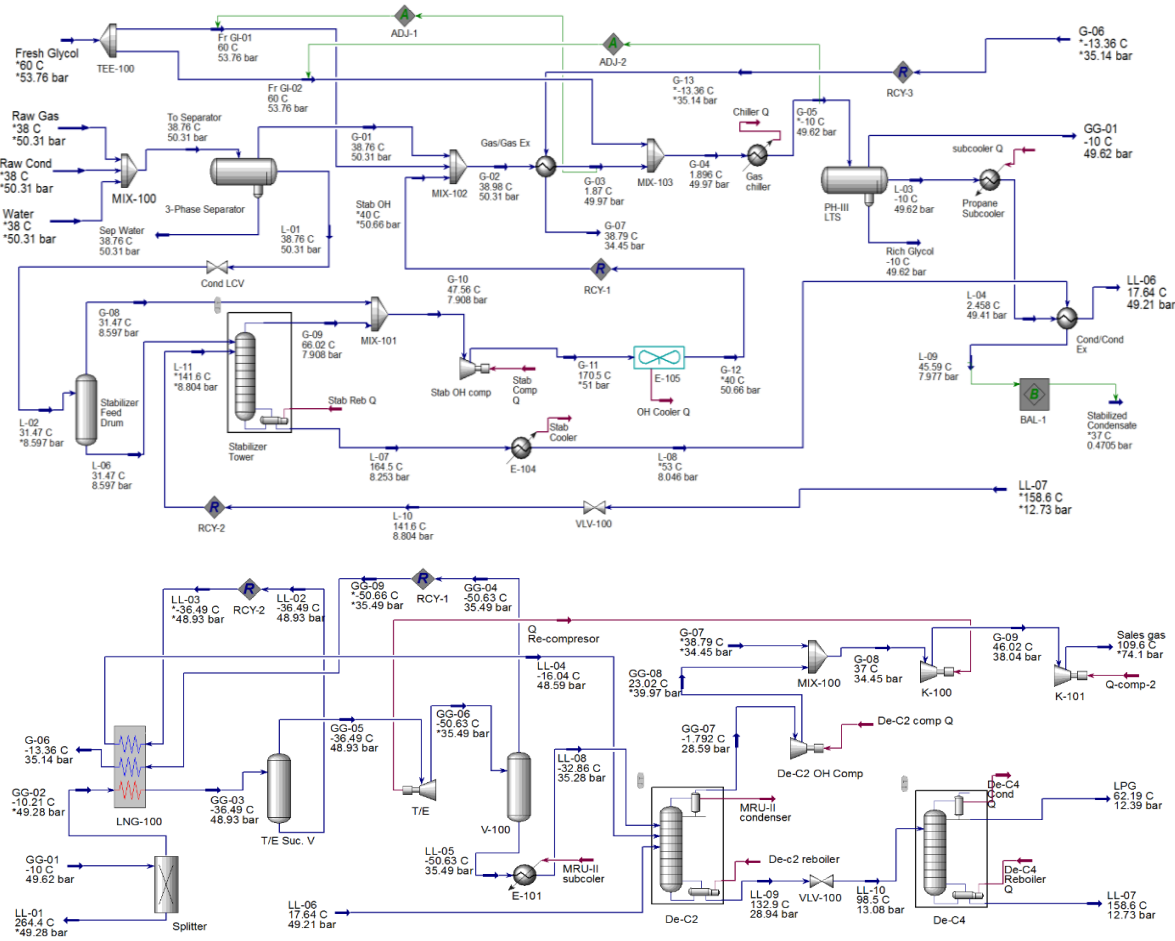 Fresh Glycol
*60 C
*53.76 bar
TEE-100
Fr Gl-01
60 C
53.76 bar
A
ADJ-1
Fr Gl-02
60 C
53.76 bar
A
ADJ-2
G-13
*-13.36 C
*35.14 bar
R
RCY-3
G-06
*-13.36 C
*35.14 bar
Raw Gas
*38 C
*50.31 bar
Raw Cond
*38 C
*50.31 bar
Water
*38 C
*50.31 bar
MIX-100
To Separator
38.76 C
50.31 bar
3-Phase Separator
Sep Water
38.76 C
50.31 bar
L-01
38.76 C
50.31 bar
Cond LCV
G-01
38.76 C
50.31 bar
MIX-102
G-02
38.98 C
50.31 bar
Gas/Gas Ex
G-03
1.87 C
49.97 bar
MIX-103
G-04
1.896 C
49.97 bar
Chiller Q
Gas
chiller
G-05
*-10 C
49.62 bar
PH-III
LTS
GG-01
-10 C
49.62 bar
L-03
-10 C
49.62 bar
subcooler Q
Propane
Subcooler
Rich Glycol
-10 C
49.62 bar
Stab OH
*40 C
*50.66 bar
G-07
38.79 C
34.45 bar
R
RCY-1
L-04
2.458 C
49.41 bar
LL-06
17.64 C
49.21 bar
Cond/Cond
Ex
L-09
45.59 C
7.977 bar
B
BAL-1
Stabilized
Condensate
*37 C
0.4705 bar
G-08
31.47 C
8.597 bar
G-10
47.56 C
7.908 bar
G-09
66.02 C
7.908 bar
MIX-101
Stab OH comp
Stab
Comp
Q
G-11
170.5 C
*51 bar
E-105
OH Cooler Q
G-12
*40 C
50.66 bar
L-11
*141.6 C
*8.804 bar
L-02
31.47 C
*8.597 bar
Stabilizer
Feed
Drum
L-06
31.47 C
8.597 bar
Stab Reb Q
Stabilizer
Tower
L-07
164.5 C
8.253 bar
Stab
Cooler
E-104
L-08
*53 C
8.046 bar
R
RCY-2
L-10
141.6 C
8.804 bar
VLV-100
LL-07
*158.6 C
*12.73 bar
LL-03
*-36.49 C
*48.93 bar
R
RCY-2
LL-02
-36.49 C
48.93 bar
GG-09
*-50.66 C
*35.49 bar
R
RCY-1
GG-04
50.63 C
35.49 bar
Q
Re-compresor
LL-04
-16.04 C
48.59 bar
G-06
-13.36 C
35.14 bar
GG-02
-10.21 C
*49.28 bar
LNG-100
GG-03
-36.49 C
48.93 bar
GG-05
-36.49 C
48.93 bar
T/E Suc. V
GG-06
-50.63 C
*35.49 bar
T/E
V-100
LL-08
-32.86 C
35.28 bar
LL-05
-50.63 C
35.49 bar
E-101
MRU-II
subcoler
GG-01
-10 C
49.62 bar
LL-01
264.4 C
*49.28 bar
Splitter
LL-06
17.64 C
49.21 bar
G-07
*38.79 C
*34.45 bar
GG-08
23.02 C
*39.97 bar
MIX-100
G-08
37 C
34.45 bar
K-100
G-09
46.02 C
38.04 bar
K-101
Sales gas
109.6 C
*74.1 bar
Q-comp-2
GG-07
-1.792 C
28.59 bar
De-C2 comp Q
De-C2 OH Comp
MRU-II
condenser
De-c2 reboiler
De-C2
LL-09
132.9 C
28.94 bar
VLV-100
LL-10
98.5 C
13.08 bar
De-C4
Cond
Q
LPG
62.19 C
12.39 bar
De-C4
Reboiler
Q
De-C4
LL-07
158.6 C
12.73 bar